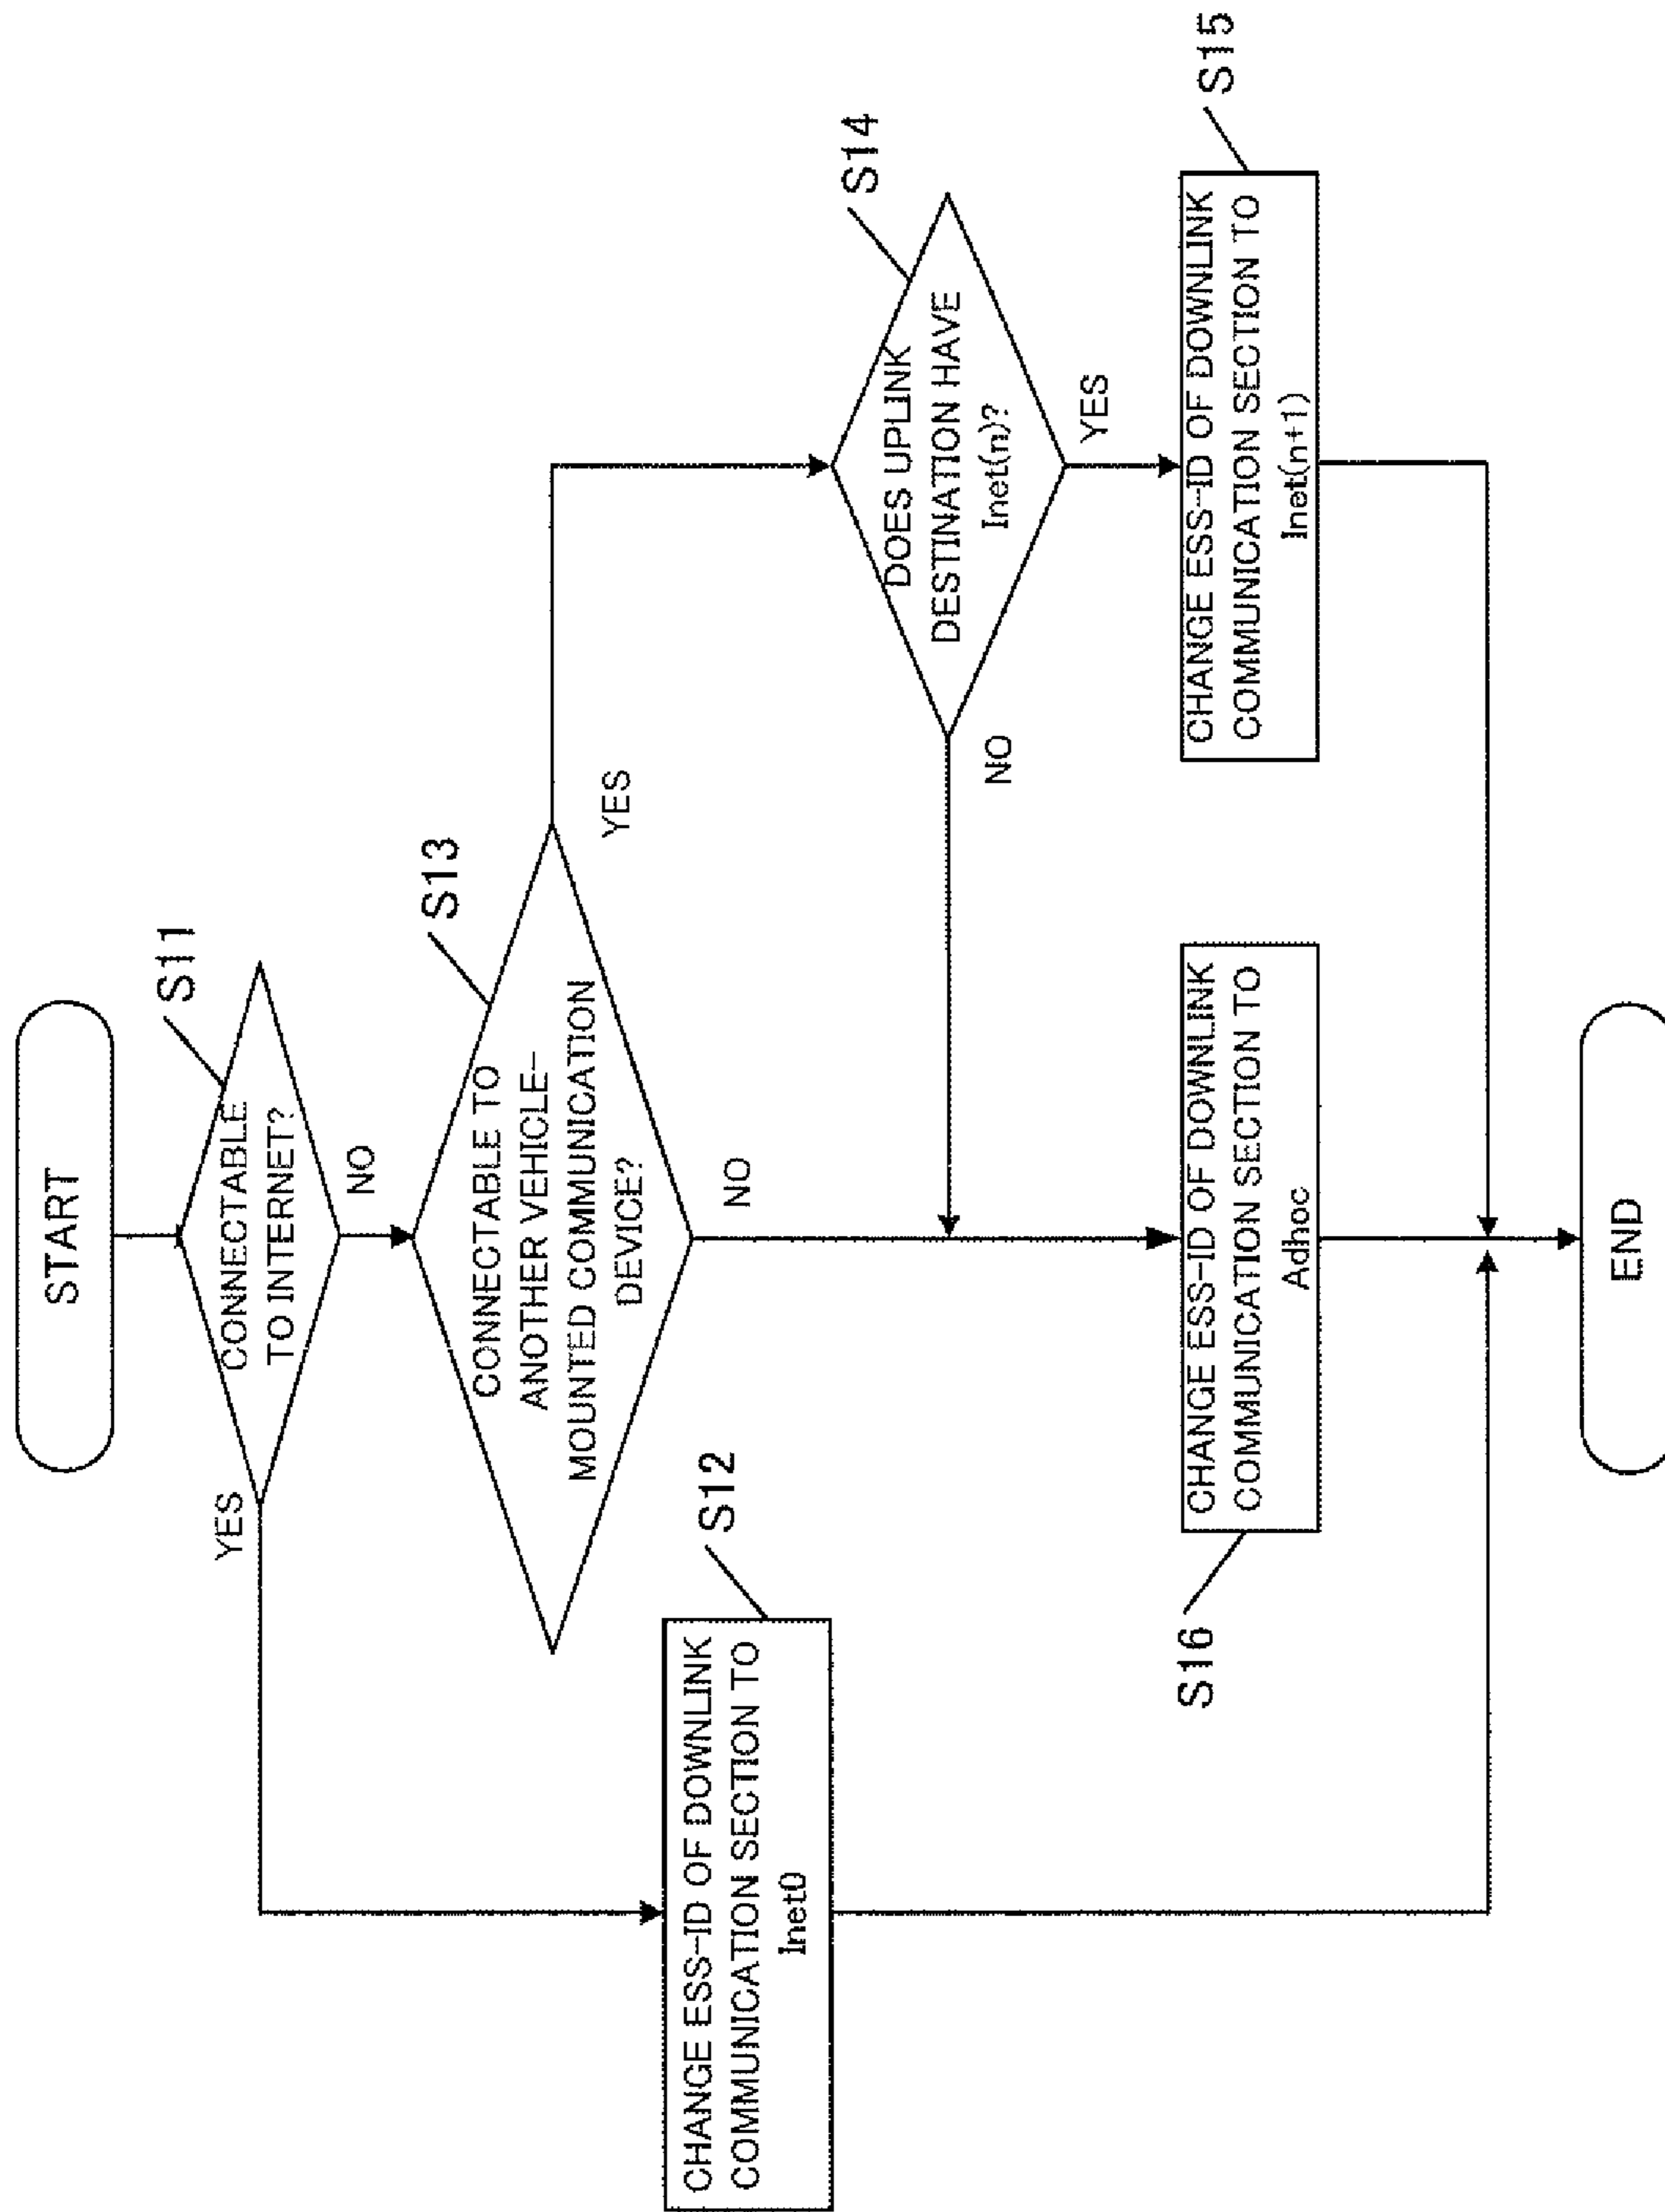 START
S11
CONNECTABLE
TO INTERNET?
YES
NO
S13
CONNECTABLE TO
ANOTHER VEHICLE-
MOUNTED COMMUNICATION
DEVICE?
YES
NO
S12
CHANGE ESS-ID OF DOWNLINK
COMMUNICATION SECTION TO
Inet0
S14
DOES UPLINK
DESTINATION HAVE
Inet(n)?
NO
YES
S16
CHANGE ESS-ID OF DOWNLINK
COMMUNICATION SECTION TO
Adhoc
S15
CHANGE ESS-ID OF DOWNLINK
COMMUNICATION SECTION TO
Inet(n+1)
END